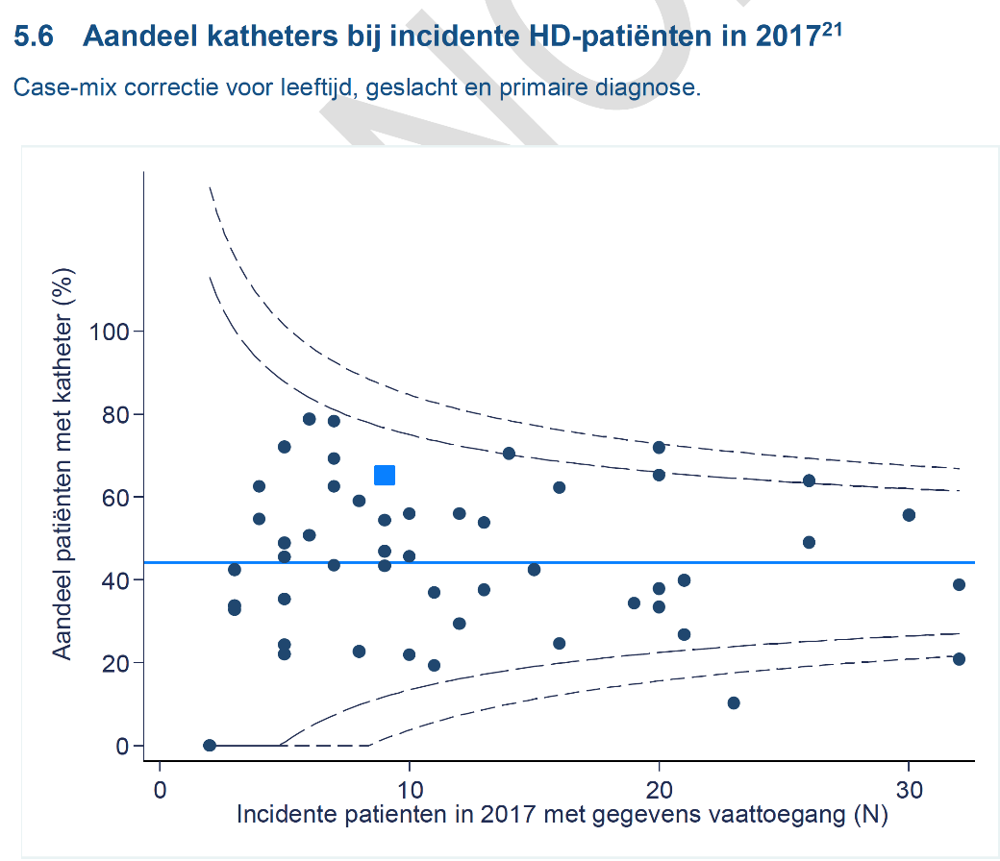 5.6 Aandeel katheters bij incidente HD-patiënten in 2017²¹
Case-mix correctie voor leeftijd, geslacht en primaire diagnose.
Aandeel patiënten met katheter (%)
100
80
60
40
20
0
0 10 20 30
Incidente patienten in 2017 met gegevens vaattoegang (N)